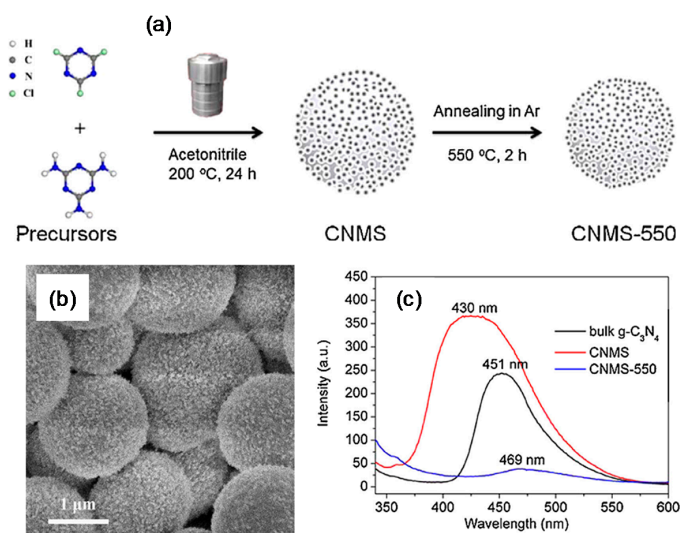 (a)
H
C
N
Cl
+
Precursors
Acetonitrile
200 ºC, 24 h
CNMS
Annealing in Ar
550 ºC, 2 h
CNMS-550
(b)
1 μm
(c)
450
400
350
300
250
200
150
100
50
0
Intensity (a.u.)
430 nm
451 nm
469 nm
bulk g-C₃N₄
CNMS
CNMS-550
350 400 450 500 550 600
Wavelength (nm)